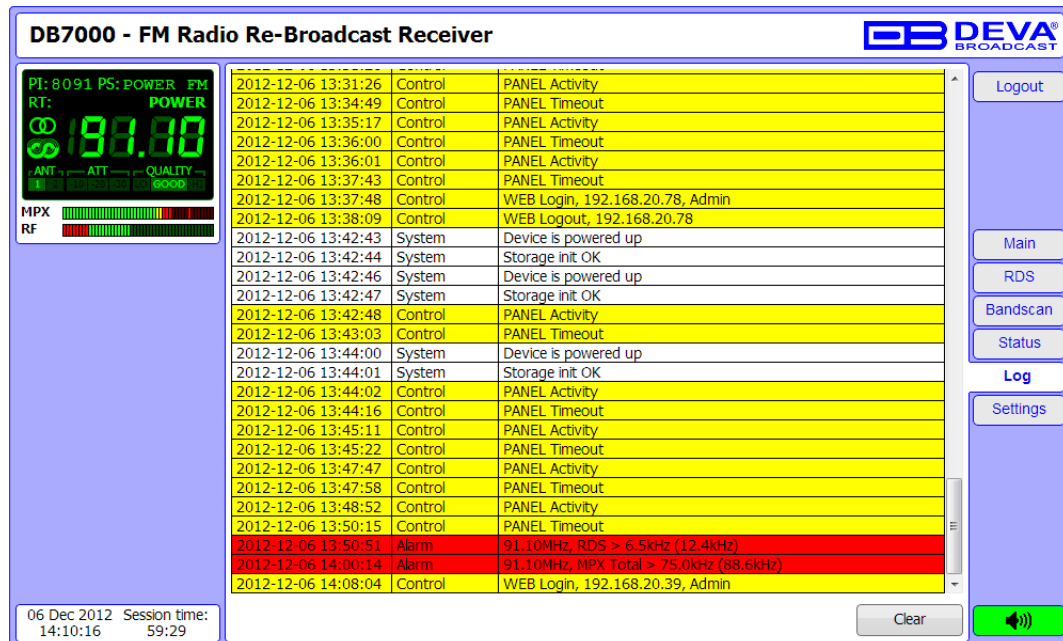 DB7000 - FM Radio Re-Broadcast Receiver
DEVA®
BROADCAST
PI: 8091 PS: POWER FM
RT: POWER
91.10
ANT ATT QUALITY
1 2 -10 -20 -30 LO GOOD HI
MPX
RF
2012-12-06 13:31:26 Control PANEL Activity
2012-12-06 13:34:49 Control PANEL Timeout
2012-12-06 13:35:17 Control PANEL Activity
2012-12-06 13:36:00 Control PANEL Timeout
2012-12-06 13:36:01 Control PANEL Activity
2012-12-06 13:37:43 Control PANEL Timeout
2012-12-06 13:37:48 Control WEB Login, 192.168.20.78, Admin
2012-12-06 13:38:09 Control WEB Logout, 192.168.20.78
2012-12-06 13:42:43 System Device is powered up
2012-12-06 13:42:44 System Storage init OK
2012-12-06 13:42:46 System Device is powered up
2012-12-06 13:42:47 System Storage init OK
2012-12-06 13:42:48 Control PANEL Activity
2012-12-06 13:43:03 Control PANEL Timeout
2012-12-06 13:44:00 System Device is powered up
2012-12-06 13:44:01 System Storage init OK
2012-12-06 13:44:02 Control PANEL Activity
2012-12-06 13:44:16 Control PANEL Timeout
2012-12-06 13:45:11 Control PANEL Activity
2012-12-06 13:45:22 Control PANEL Timeout
2012-12-06 13:47:47 Control PANEL Activity
2012-12-06 13:47:58 Control PANEL Timeout
2012-12-06 13:48:52 Control PANEL Activity
2012-12-06 13:50:15 Control PANEL Timeout
2012-12-06 13:50:51 Alarm 91.10MHz, RDS > 6.5kHz (12.4kHz)
2012-12-06 14:00:14 Alarm 91.10MHz, MPX Total > 75.0kHz (88.6kHz)
2012-12-06 14:08:04 Control WEB Login, 192.168.20.39, Admin
Logout
Main
RDS
Bandscan
Status
Log
Settings
06 Dec 2012 Session time:
14:10:16 59:29
Clear